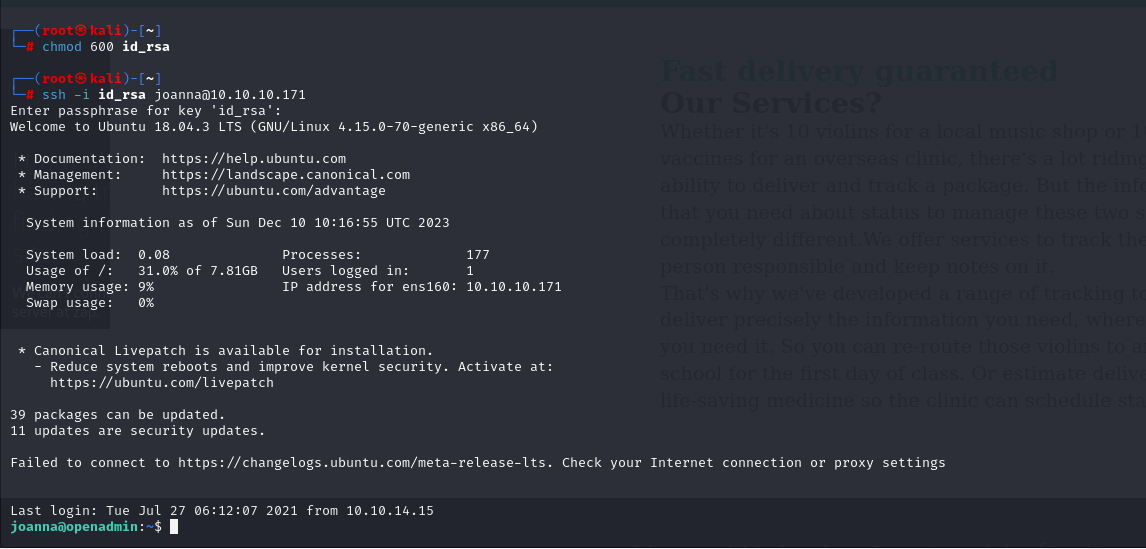 ┌──(root㉿kali)-[~]
└─# chmod 600 id_rsa
┌──(root㉿kali)-[~]
└─# ssh -i id_rsa joanna@10.10.10.171
Enter passphrase for key 'id_rsa':
Welcome to Ubuntu 18.04.3 LTS (GNU/Linux 4.15.0-70-generic x86_64)
* Documentation:  https://help.ubuntu.com
* Management:     https://landscape.canonical.com
* Support:        https://ubuntu.com/advantage
System information as of Sun Dec 10 10:16:55 UTC 2023
System load:  0.08              Processes:             177
Usage of /:   31.0% of 7.81GB   Users logged in:       1
Memory usage: 9%                IP address for ens160: 10.10.10.171
Swap usage:   0%
* Canonical Livepatch is available for installation.
- Reduce system reboots and improve kernel security. Activate at:
https://ubuntu.com/livepatch
39 packages can be updated.
11 updates are security updates.
Failed to connect to https://changelogs.ubuntu.com/meta-release-lts. Check your Internet connection or proxy settings
Last login: Tue Jul 27 06:12:07 2021 from 10.10.14.15
joanna@openadmin:~$
Fast delivery guaranteed
Our Services?
Whether it's 10 violins for a local music shop or
vaccines for an overseas clinic, there's a lot riding
ability to deliver and track a package. But the
that you need about status to manage these two
completely different.We offer services to track the
person responsible and keep notes on it.
That's why we've developed a range of tracking
deliver precisely the information you need, where
you need it. So you can re-route those violins to a
school for the first day of class. Or estimate
life-saving medicine so the clinic can schedule